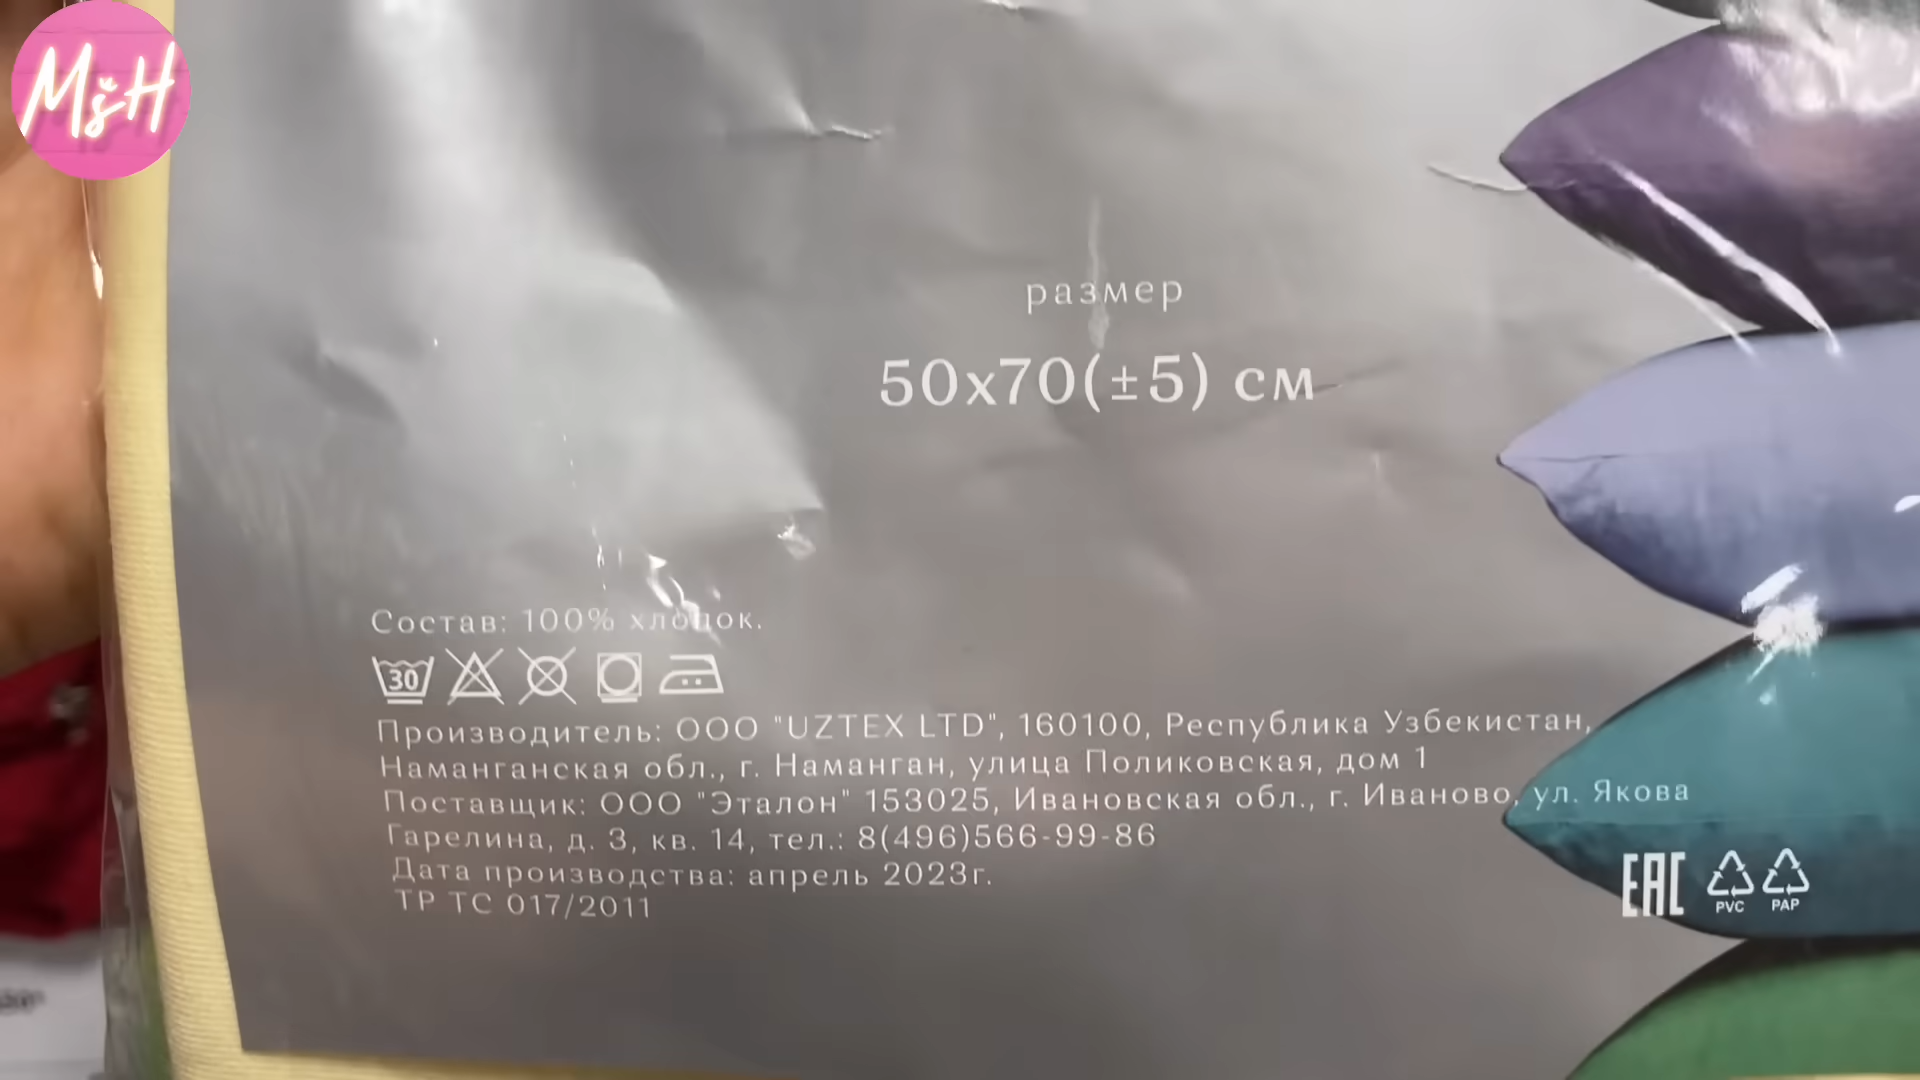 MšH
размер
50х70(±5) см
Состав: 100% хлопок.
30
Производитель: ООО "UZTEX LTD", 160100, Республика Узбекистан,
Наманганская обл., г. Наманган, улица Поликовская, дом 1
Поставщик: ООО "Эталон" 153025, Ивановская обл., г. Иваново, ул. Якова
Гарелина, д. 3, кв. 14, тел.: 8(496)566-99-86
Дата производства: апрель 2023г.
ТР ТС 017/2011
EAC
PVC PAP